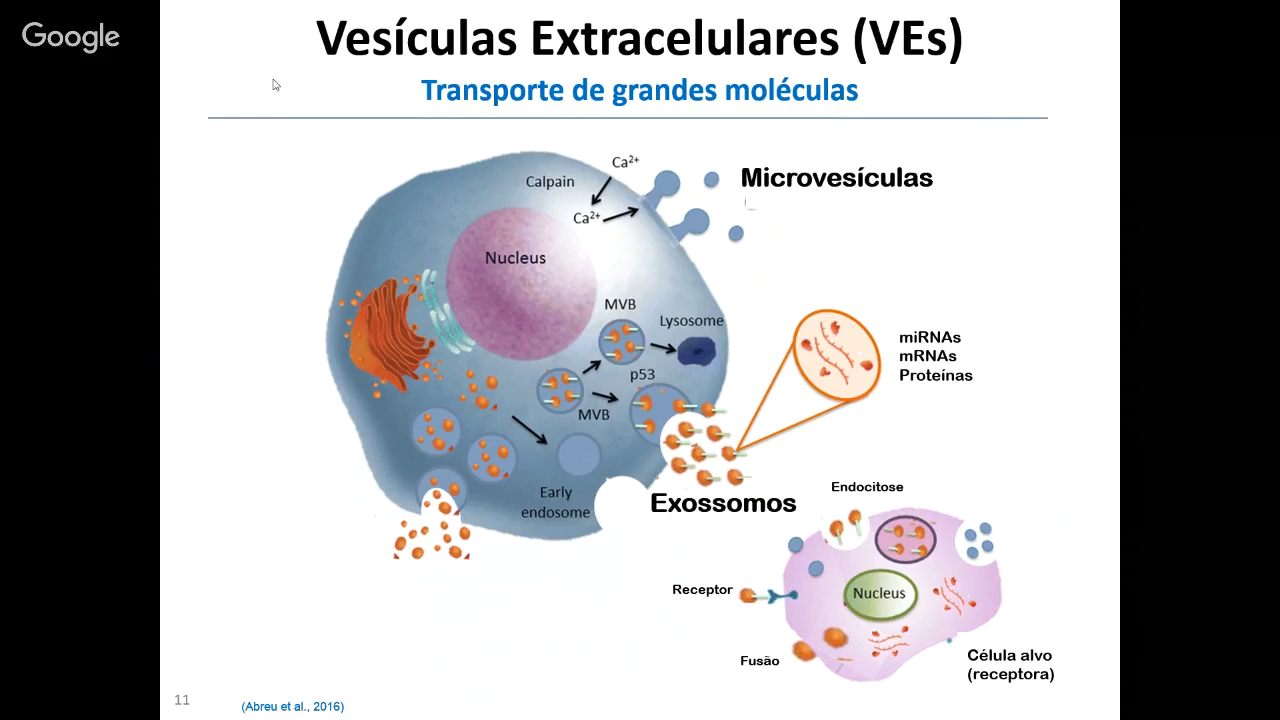 Google
Vesículas Extracelulares (VEs)
Transporte de grandes moléculas
Ca²⁺
Calpain
Ca²⁺
Microvesículas
Nucleus
MVB
Lysosome
p53
MVB
miRNAs
mRNAs
Proteínas
Early
endosome
Exossomos
Endocitose
Receptor
Nucleus
Fusão
Célula alvo
(receptora)
11
(Abreu et al., 2016)